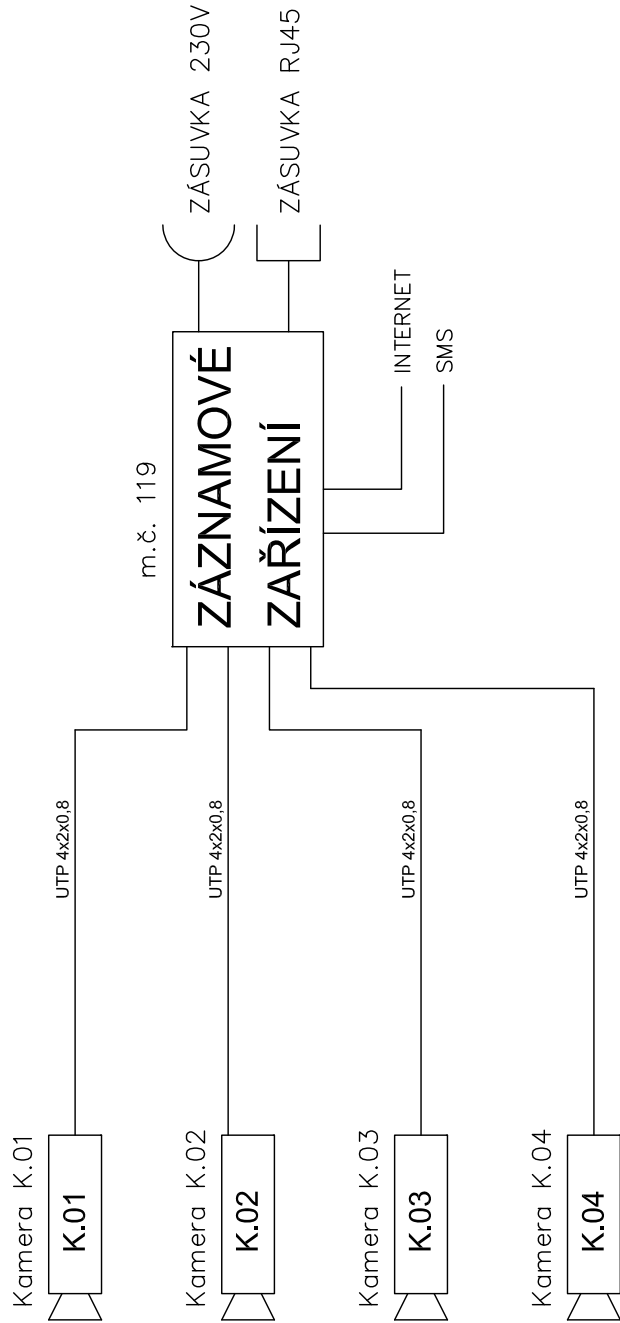 Kamera K.01
K.01
UTP 4x2x0,8
Kamera K.02
K.02
UTP 4x2x0,8
Kamera K.03
K.03
UTP 4x2x0,8
Kamera K.04
K.04
UTP 4x2x0,8
m.č. 119
ZÁZNAMOVÉ
ZAŘÍZENÍ
ZÁSUVKA 230V
ZÁSUVKA RJ45
INTERNET
SMS